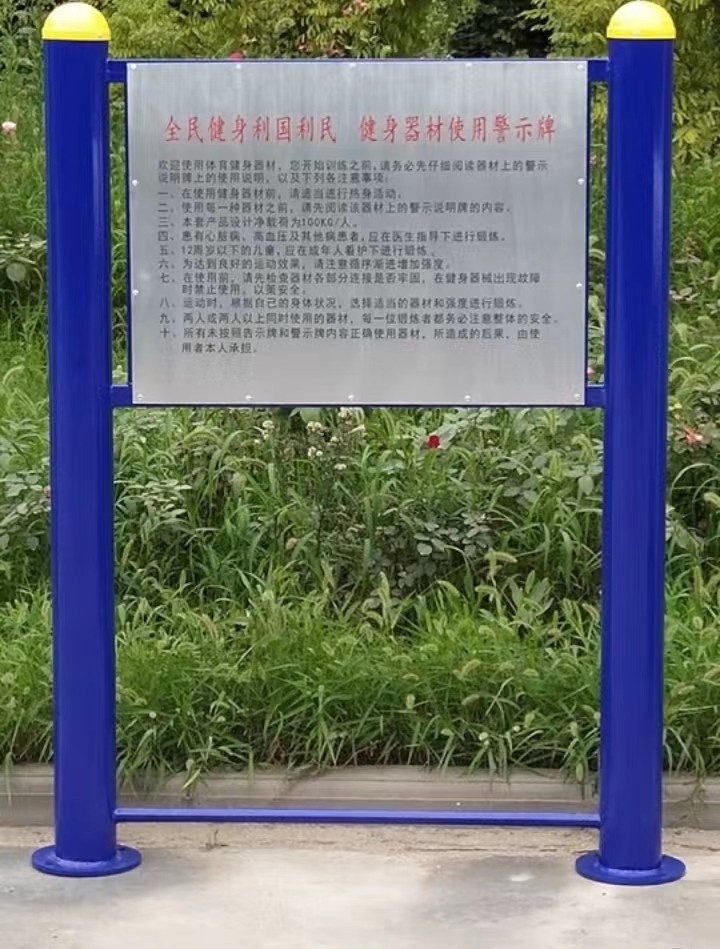 全民健身利国利民 健身器材使用警示牌
欢迎使用体育健身器材，您开始训练之前，请务必先仔细阅读器材上的警示
说明牌上的使用说明，以及下列各注意事项：
一、在使用健身器材前，请适当进行热身活动。
二、使用每一种器材之前，请先阅读该器材上的警示说明牌的内容。
三、本套产品设计净载荷为100KG/人。
四、患有心脏病、高血压及其他病患者，应在医生指导下进行锻炼。
五、12周岁以下的儿童，应在成年人看护下进行锻炼。
六、为达到良好的运动效果，请注意循序渐进增加强度。
七、在使用前，请先检查器材各部分连接是否牢固，在健身器械出现故障
时禁止使用，以策安全。
八、运动时，根据自己的身体状况，选择适当的器材和强度进行锻炼。
九、两人或两人以上同时使用的器材，每一位锻炼者都务必注意整体的安全。
十、所有未按照告示牌和警示牌内容正确使用器材，所造成的后果，由使
用者本人承担。